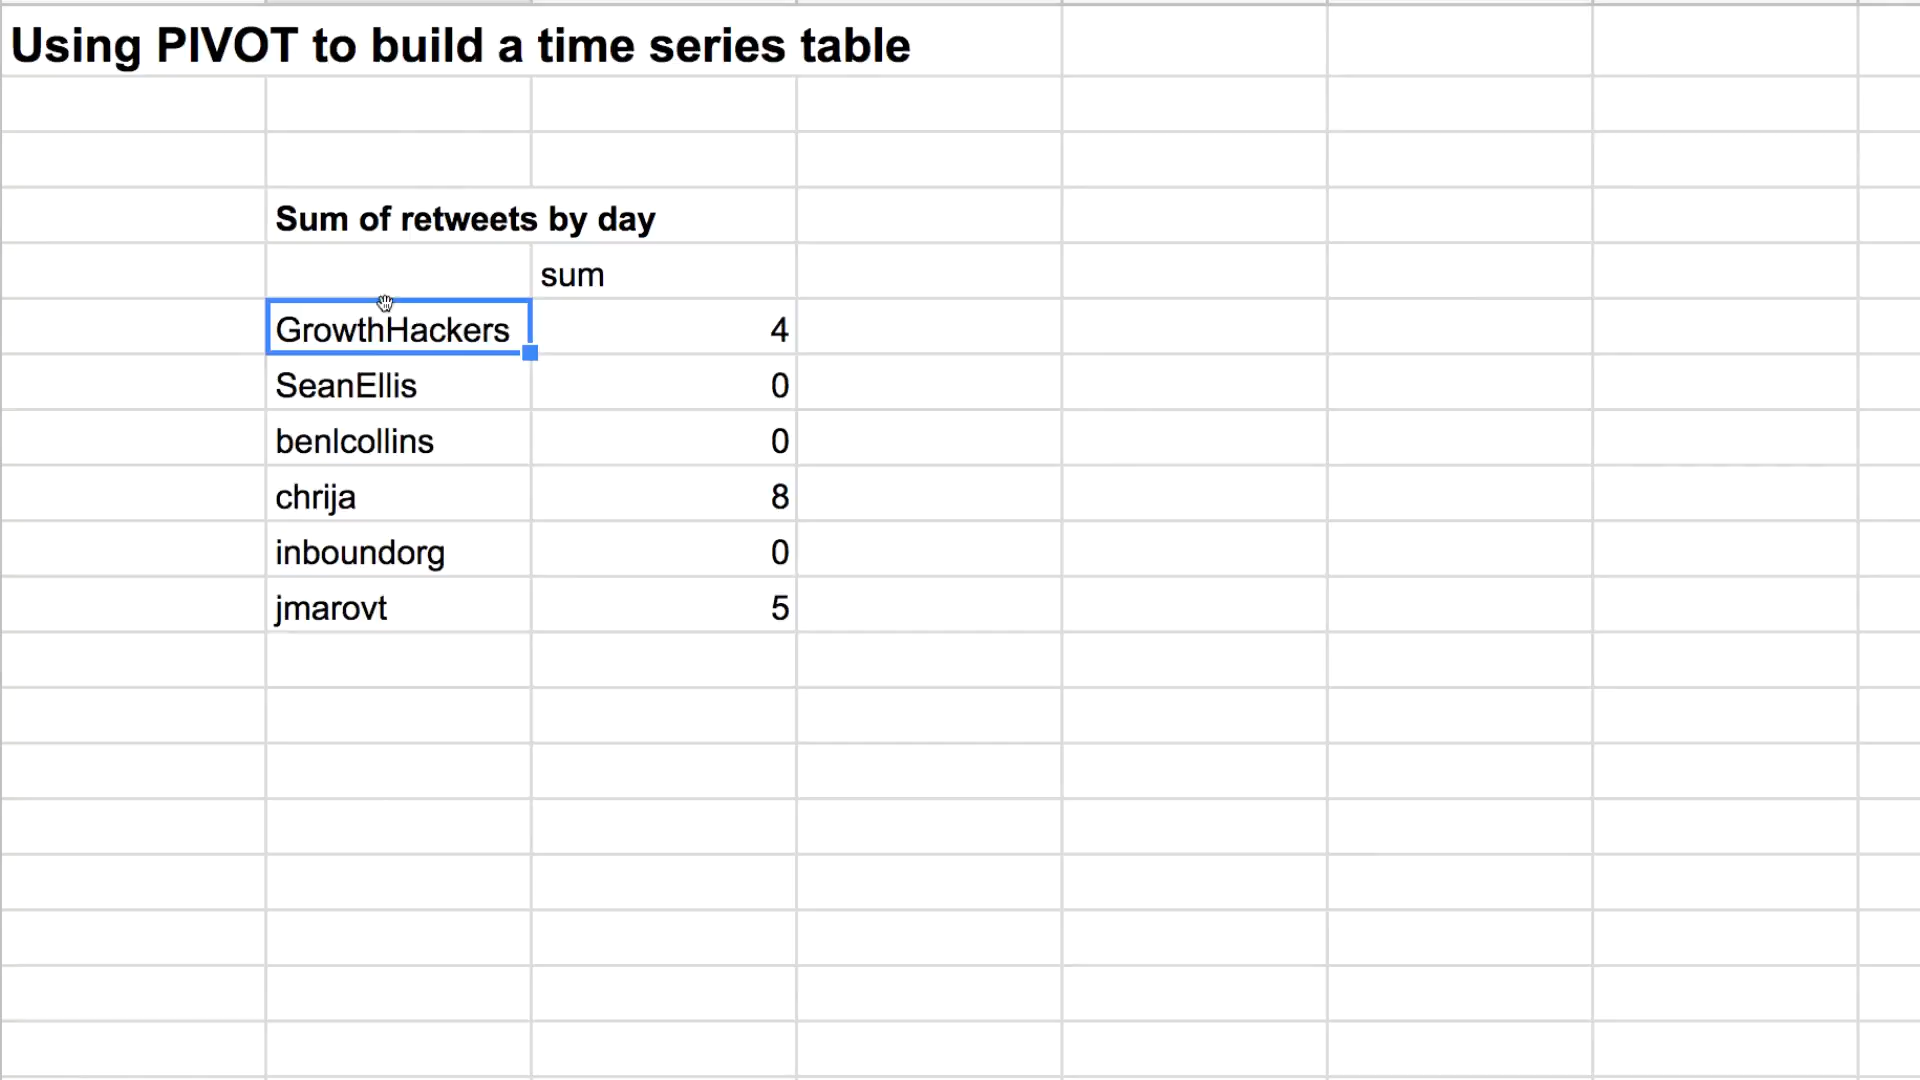 Using PIVOT to build a time series table
Sum of retweets by day
sum
GrowthHackers 4
SeanEllis 0
benlcollins 0
chrija 8
inboundorg 0
jmarovt 5